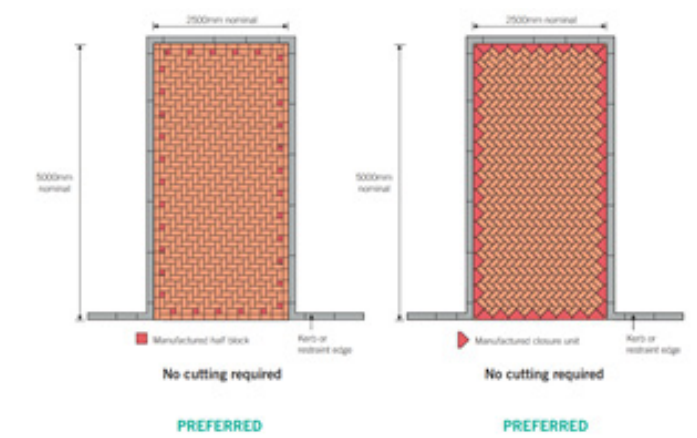 2500mm nominal
5000mm
nominal
Manufactured half block
Kerb or
restraint edge
No cutting required
PREFERRED
2500mm nominal
5000mm
nominal
Manufactured closure unit
Kerb or
restraint edge
No cutting required
PREFERRED